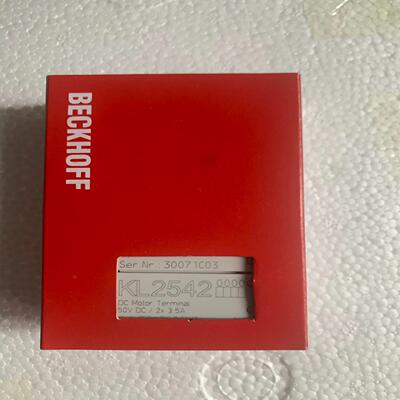 BECKHOFF
Ser.Nr.: 30071C03
KL2542
DC Motor Terminal
50V DC / 2x 3.5A